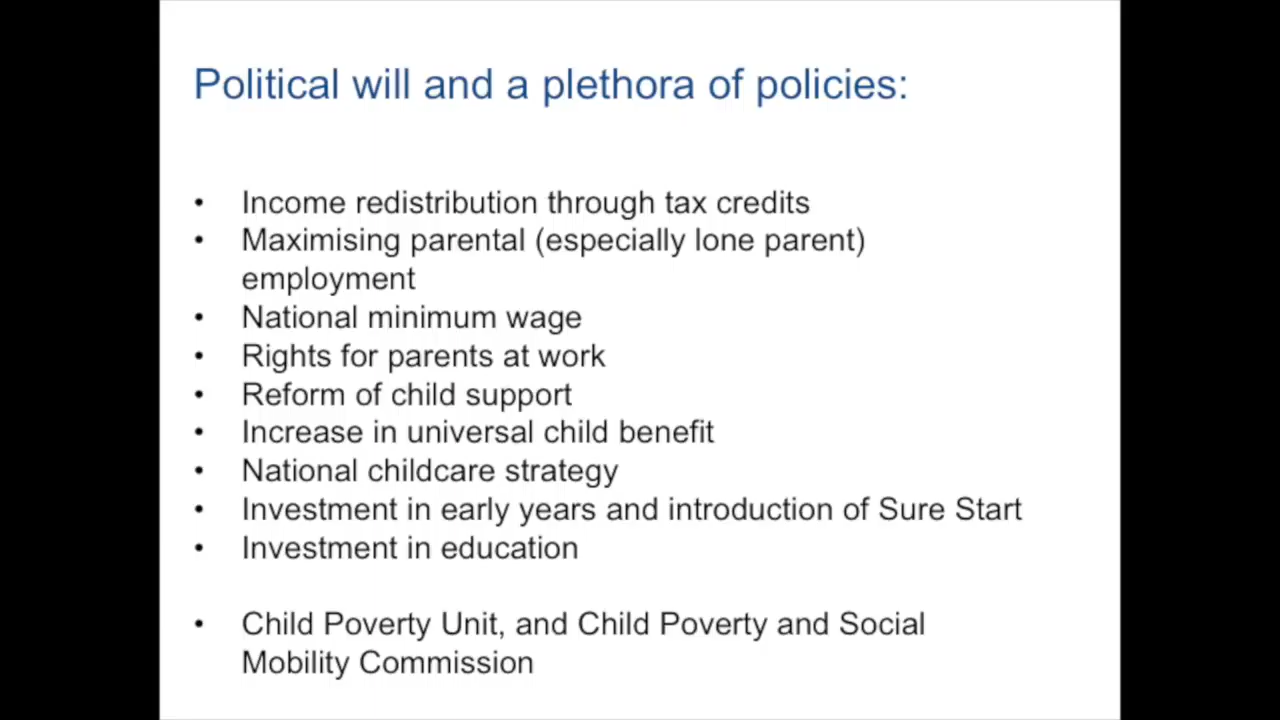 Political will and a plethora of policies:
• Income redistribution through tax credits
• Maximising parental (especially lone parent)
employment
• National minimum wage
• Rights for parents at work
• Reform of child support
• Increase in universal child benefit
• National childcare strategy
• Investment in early years and introduction of Sure Start
• Investment in education
• Child Poverty Unit, and Child Poverty and Social
Mobility Commission